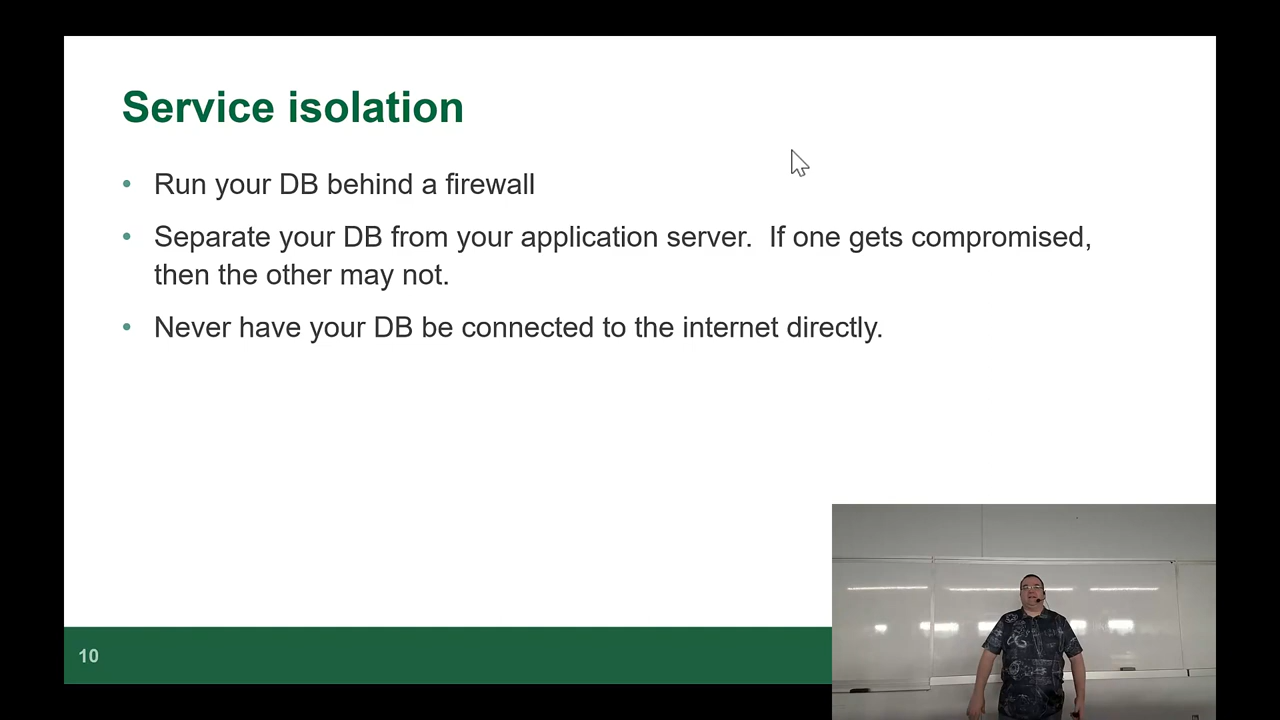 Service isolation
• Run your DB behind a firewall
• Separate your DB from your application server.  If one gets compromised,
then the other may not.
• Never have your DB be connected to the internet directly.
10